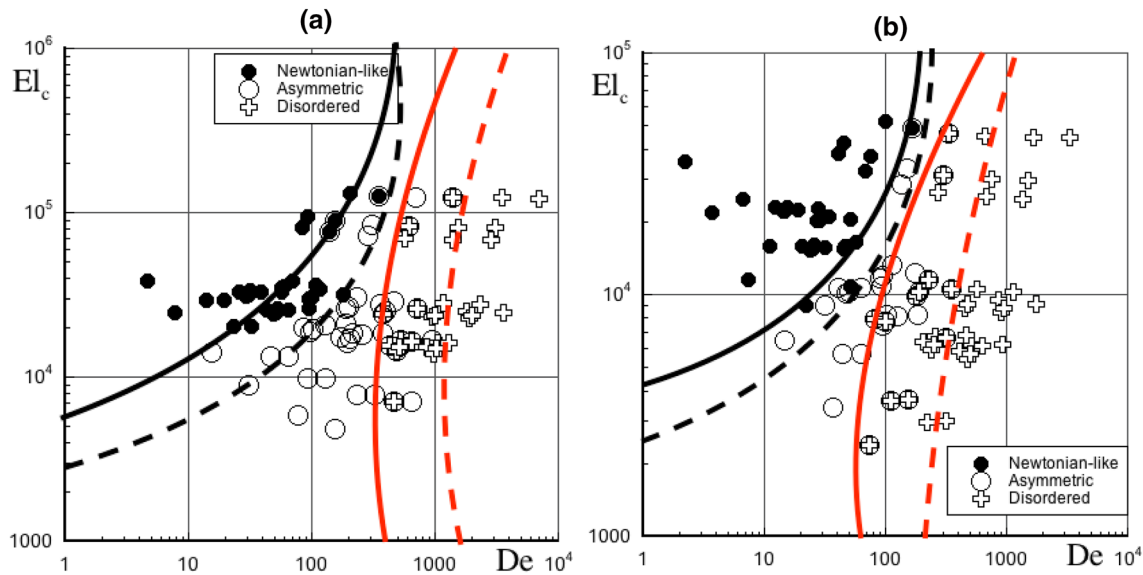 (a)
10^6
El_c
Newtonian-like
Asymmetric
Disordered
10^5
10^4
1000
1
10
100
1000
De
10^4
(b)
10^5
El_c
10^4
Newtonian-like
Asymmetric
Disordered
1000
1
10
100
1000
De
10^4